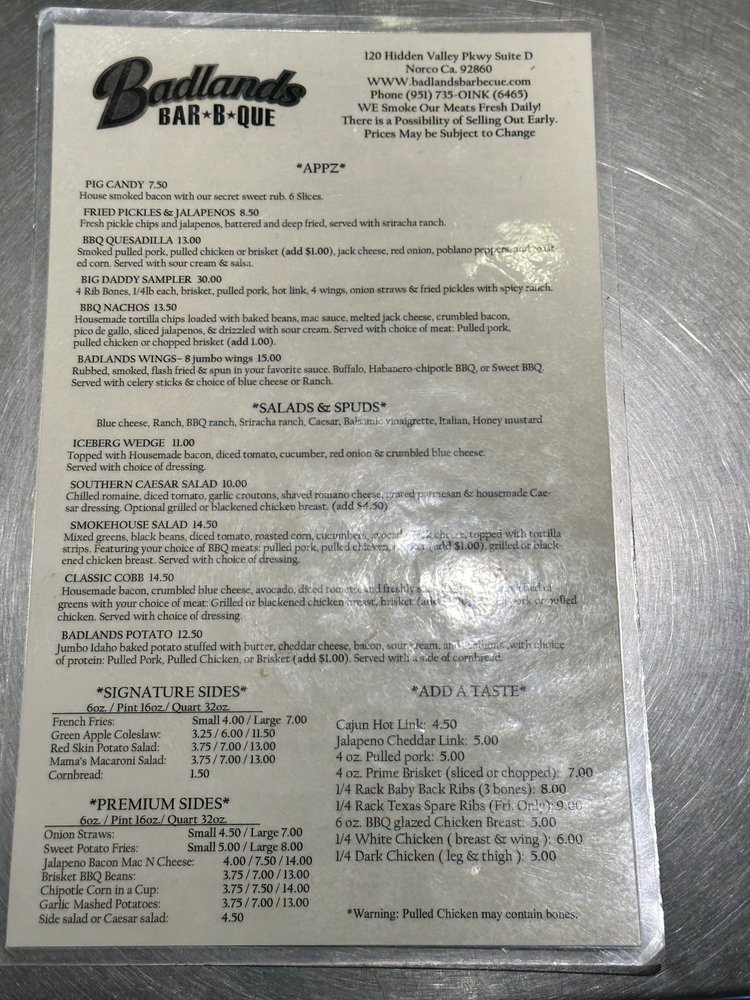 Badlands
BAR★B★QUE
120 Hidden Valley Pkwy Suite D
Norco Ca. 92860
WWW.badlandsbarbecue.com
Phone (951) 735-OINK (6465)
WE Smoke Our Meats Fresh Daily!
There is a Possibility of Selling Out Early.
Prices May be Subject to Change
*APPZ*
PIG CANDY 7.50
House smoked bacon with our secret sweet rub. 6 Slices.
FRIED PICKLES & JALAPENOS 8.50
Fresh pickle chips and jalapenos, battered and deep fried, served with sriracha ranch.
BBQ QUESADILLA 13.00
Smoked pulled pork, pulled chicken or brisket (add $1.00), jack cheese, red onion, poblano peppers, and roast
ed corn. Served with sour cream & salsa.
BIG DADDY SAMPLER 30.00
4 Rib Bones, 1/4lb each, brisket, pulled pork, hot link, 4 wings, onion straws & fried pickles with spicy ranch.
BBQ NACHOS 13.50
Housemade tortilla chips loaded with baked beans, mac sauce, melted jack cheese, crumbled bacon,
pico de gallo, sliced jalapenos, & drizzled with sour cream. Served with choice of meat: Pulled pork,
pulled chicken or chopped brisket (add 1.00).
BADLANDS WINGS– 8 jumbo wings 15.00
Rubbed, smoked, flash fried & spun in your favorite sauce. Buffalo, Habanero-chipotle BBQ, or Sweet BBQ.
Served with celery sticks & choice of blue cheese or Ranch.
*SALADS & SPUDS*
Blue cheese, Ranch, BBQ ranch, Sriracha ranch, Caesar, Balsamic vinaigrette, Italian, Honey mustard
ICEBERG WEDGE 11.00
Topped with Housemade bacon, diced tomato, cucumber, red onion & crumbled blue cheese.
Served with choice of dressing.
SOUTHERN CAESAR SALAD 10.00
Chilled romaine, diced tomato, garlic croutons, shaved romano cheese, grated parmesan & housemade Cae-
sar dressing. Optional grilled or blackened chicken breast. (add $4.50)
SMOKEHOUSE SALAD 14.50
Mixed greens, black beans, diced tomato, roasted corn, cucumbers, avocado, jack cheese, topped with tortilla
strips. Featuring your choice of BBQ meats: pulled pork, pulled chicken, brisket (add $1.00), grilled or black-
ened chicken breast. Served with choice of dressing.
CLASSIC COBB 14.50
Housemade bacon, crumbled blue cheese, avocado, diced tomato, and freshly bed of
greens with your choice of meat: Grilled or blackened chicken breast, brisket (add pork or pulled
chicken. Served with choice of dressing.
BADLANDS POTATO 12.50
Jumbo Idaho baked potato stuffed with butter, cheddar cheese, bacon, sour cream, and scallions ,with choice
of protein: Pulled Pork, Pulled Chicken, or Brisket (add $1.00). Served with a side of cornbread.
*SIGNATURE SIDES*
6oz. / Pint 16oz./ Quart 32oz.
French Fries: Small 4.00 / Large 7.00
Green Apple Coleslaw: 3.25 / 6.00 / 11.50
Red Skin Potato Salad: 3.75 / 7.00 / 13.00
Mama's Macaroni Salad: 3.75 / 7.00 / 13.00
Cornbread: 1.50
*PREMIUM SIDES*
6oz. / Pint 16oz./ Quart 32oz.
Onion Straws: Small 4.50 / Large 7.00
Sweet Potato Fries: Small 5.00 / Large 8.00
Jalapeno Bacon Mac N Cheese: 4.00 / 7.50 / 14.00
Brisket BBQ Beans: 3.75 / 7.00 / 13.00
Chipotle Corn in a Cup: 3.75 / 7.50 / 14.00
Garlic Mashed Potatoes: 3.75 / 7.00 / 13.00
Side salad or Caesar salad: 4.50
*ADD A TASTE*
Cajun Hot Link: 4.50
Jalapeno Cheddar Link: 5.00
4 oz. Pulled pork: 5.00
4 oz. Prime Brisket (sliced or chopped): 7.00
1/4 Rack Baby Back Ribs (3 bones): 8.00
1/4 Rack Texas Spare Ribs (Fri. Only):9.00
6 oz. BBQ glazed Chicken Breast: 5.00
1/4 White Chicken ( breast & wing ): 6.00
1/4 Dark Chicken ( leg & thigh ): 5.00
*Warning: Pulled Chicken may contain bones.